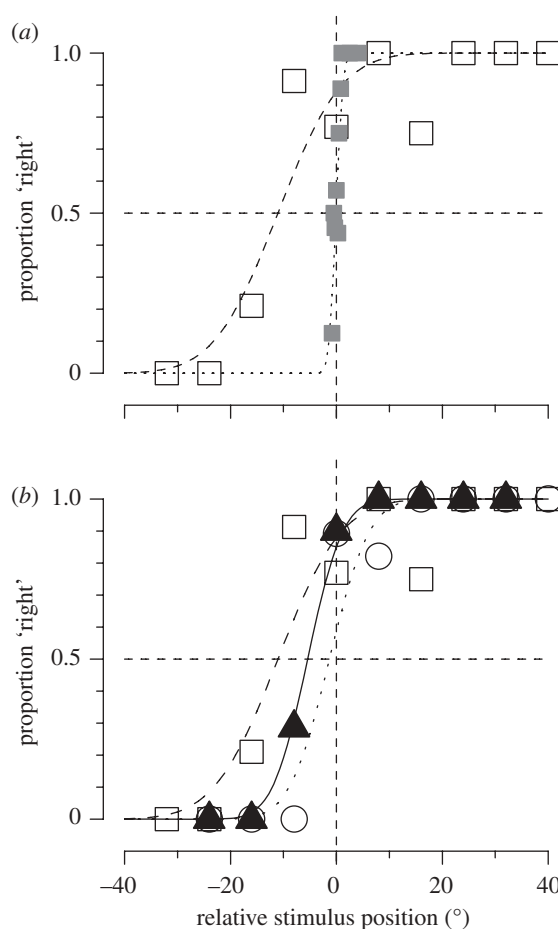 (a)
1.0
0.5
0
proportion ‘right’
(b)
1.0
0.5
0
proportion ‘right’
–40 –20 0 20 40
relative stimulus position (°)